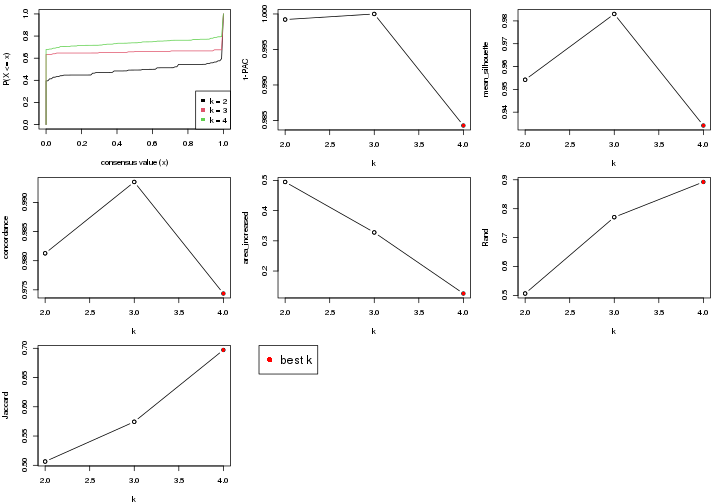 P(X <= x)
0.0 0.2 0.4 0.6 0.8 1.0
0.0 0.2 0.4 0.6 0.8 1.0
consensus value (x)
k = 2
k = 3
k = 4
1-PAC
0.985 0.990 0.995 1.000
2.0 2.5 3.0 3.5 4.0
k
mean_silhouette
0.94 0.95 0.96 0.97 0.98
2.0 2.5 3.0 3.5 4.0
k
concordance
0.975 0.980 0.985 0.990
2.0 2.5 3.0 3.5 4.0
k
area_increased
0.2 0.3 0.4 0.5
2.0 2.5 3.0 3.5 4.0
k
Rand
0.5 0.6 0.7 0.8 0.9
2.0 2.5 3.0 3.5 4.0
k
Jaccard
0.50 0.55 0.60 0.65 0.70
2.0 2.5 3.0 3.5 4.0
k
best k